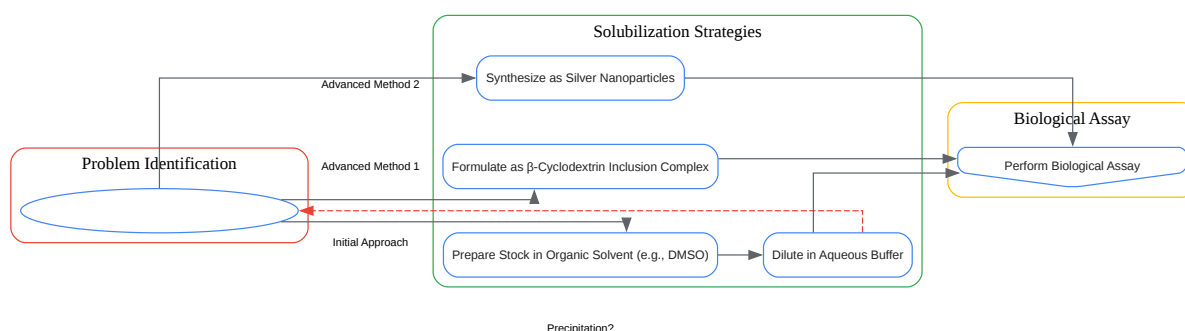 Solubilization Strategies
Synthesize as Silver Nanoparticles
Advanced Method 2
Biological Assay
Problem Identification
Advanced Method 1
Formulate as β-Cyclodextrin Inclusion Complex
Perform Biological Assay
Initial Approach
Prepare Stock in Organic Solvent (e.g., DMSO)
Dilute in Aqueous Buffer
Precipitation?